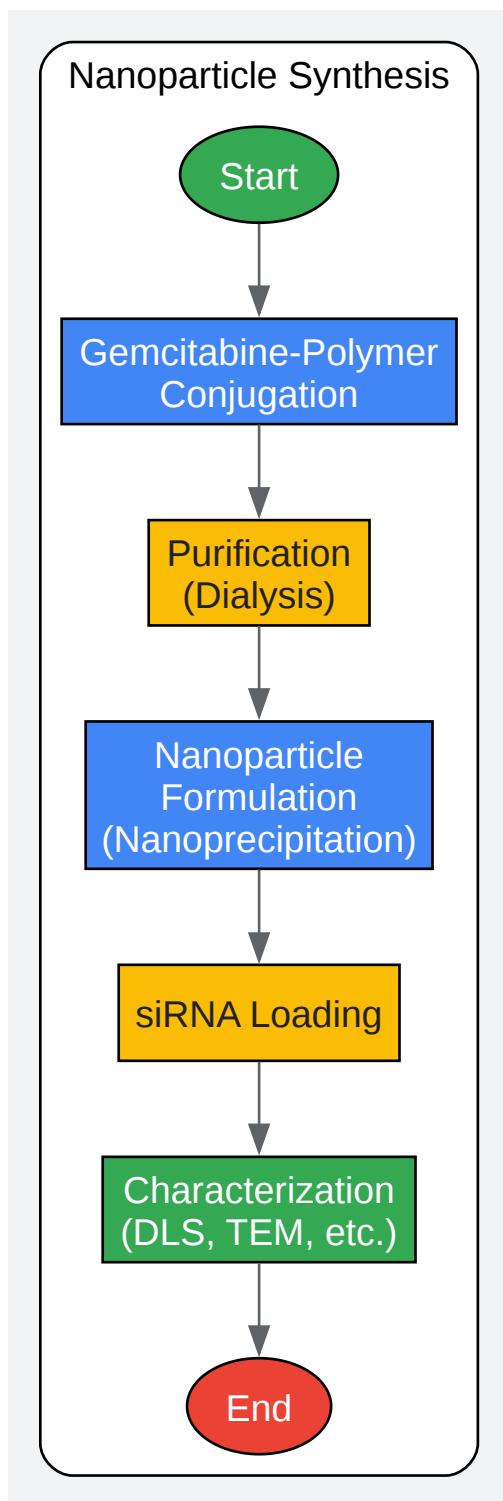 Nanoparticle Synthesis
Start
Gemcitabine-Polymer
Conjugation
Purification
(Dialysis)
Nanoparticle
Formulation
(Nanoprecipitation)
siRNA Loading
Characterization
(DLS, TEM, etc.)
End